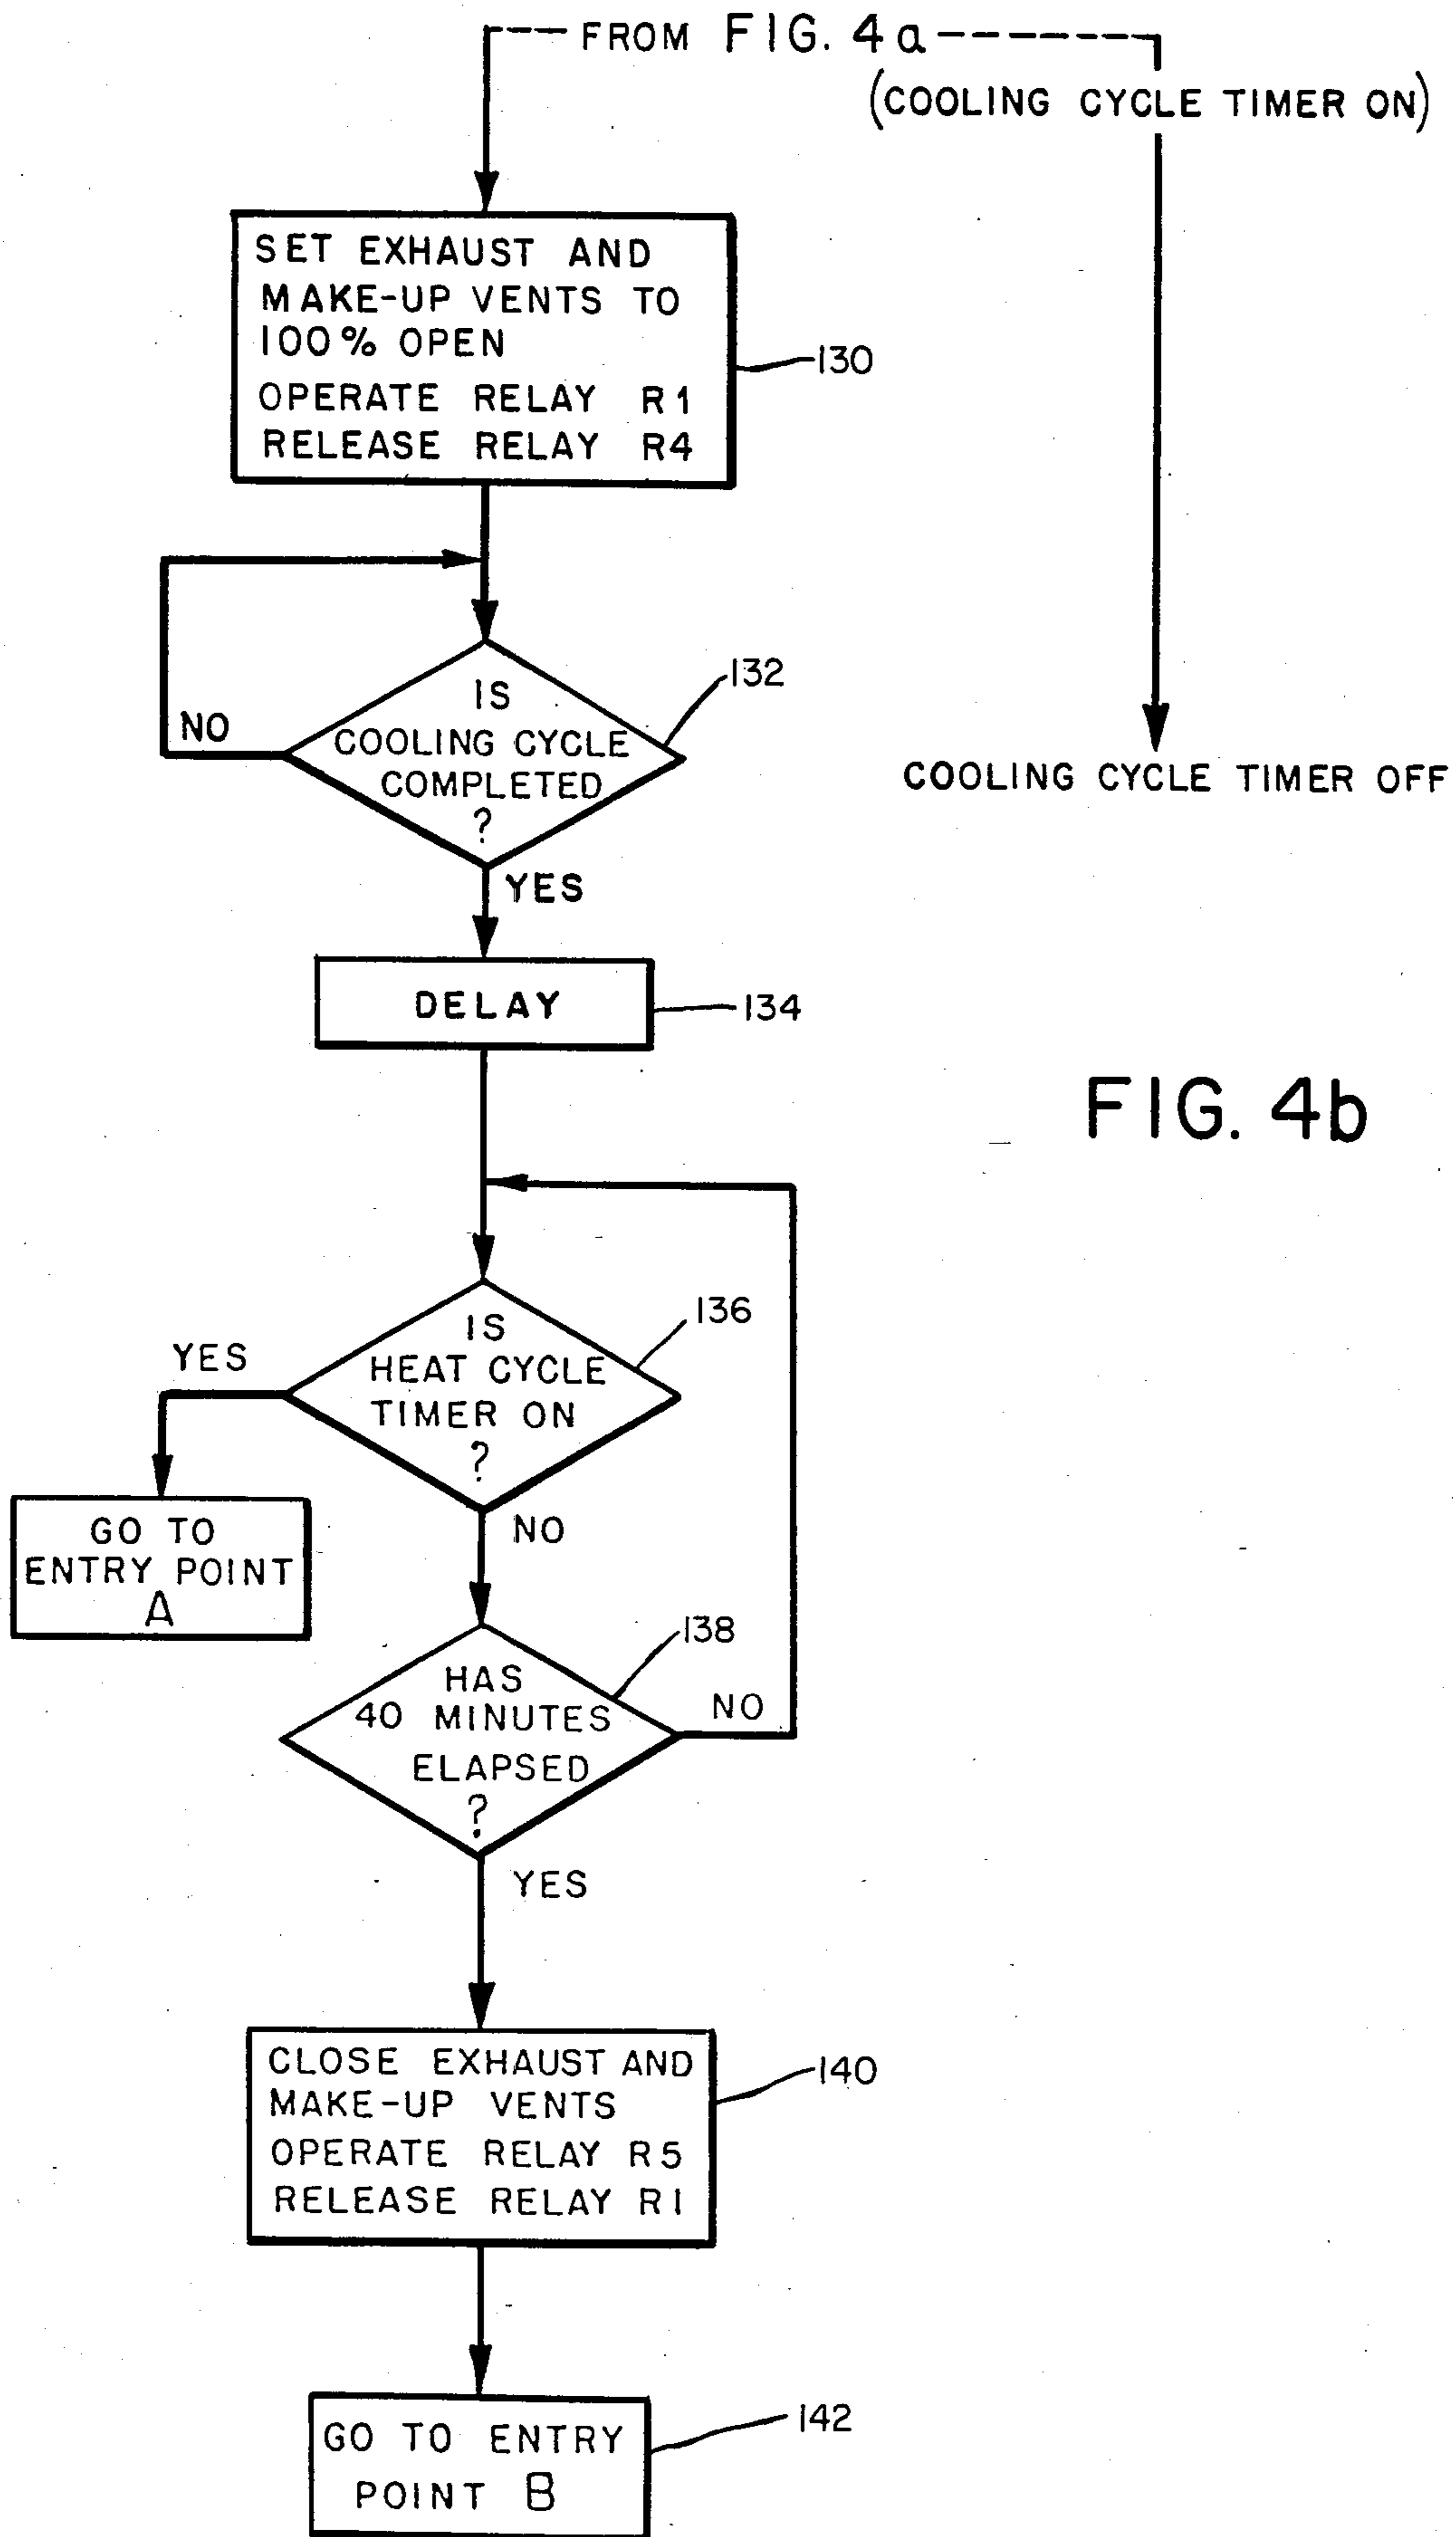 FROM FIG. 4a
(COOLING CYCLE TIMER ON)
SET EXHAUST AND
MAKE-UP VENTS TO
100% OPEN
OPERATE RELAY R1
RELEASE RELAY R4
130
IS
COOLING CYCLE
COMPLETED
?
132
NO
COOLING CYCLE TIMER OFF
YES
DELAY
134
FIG. 4b
IS
HEAT CYCLE
TIMER ON
?
136
YES
GO TO
ENTRY POINT
A
NO
HAS
40 MINUTES
ELAPSED
?
138
NO
YES
CLOSE EXHAUST AND
MAKE-UP VENTS
OPERATE RELAY R5
RELEASE RELAY R1
140
GO TO ENTRY
POINT B
142